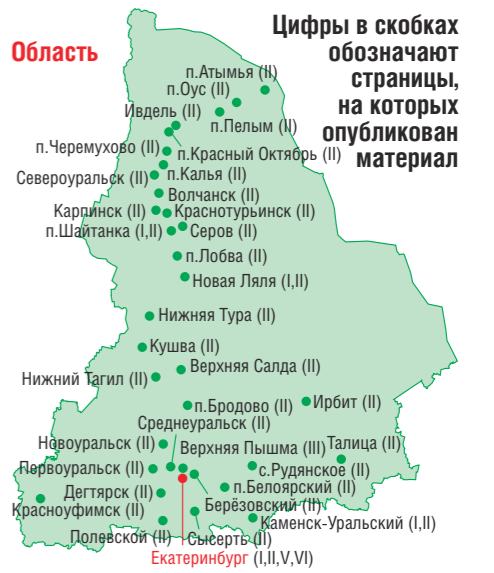 Область
Цифры в скобках
обозначают
страницы,
на которых
опубликован
материал
п.Атымья (II)
п.Оус (II)
Ивдель (II)
п.Пелым (II)
п.Черемухово (II)
п.Красный Октябрь (II)
п.Калья (II)
Североуральск (II)
Волчанск (II)
Карпинск (II)
Краснотурьинск (II)
п.Шайтанка (I,II)
Серов (II)
п.Лобва (II)
Новая Ляля (I,II)
Нижняя Тура (II)
Кушва (II)
Верхняя Салда (II)
Нижний Тагил (II)
п.Бродово (II)
Ирбит (II)
Среднеуральск (II)
Новоуральск (II)
Верхняя Пышма (III)
Талица (II)
Первоуральск (II)
с.Рудянское (II)
Дегтярск (II)
п.Белоярский (II)
Красноуфимск (II)
Берёзовский (II)
Каменск-Уральский (I,II)
Полевской (II)
Сысерть (II)
Екатеринбург (I,II,V,VI)